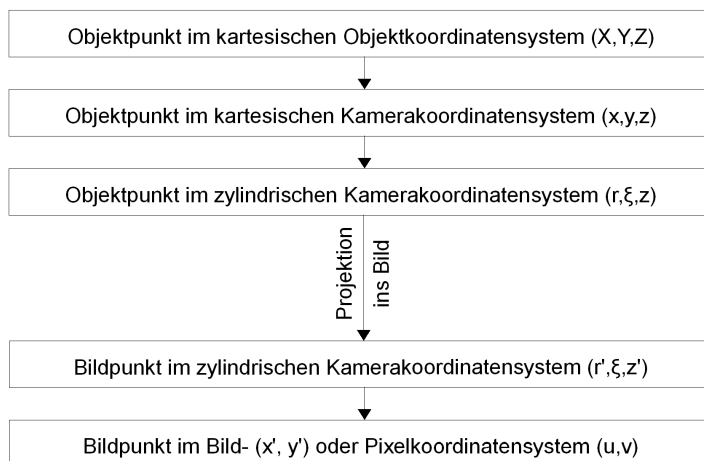 Objektpunkt im kartesischen Objektkoordinatensystem (X,Y,Z)
Objektpunkt im kartesischen Kamerakoordinatensystem (x,y,z)
Objektpunkt im zylindrischen Kamerakoordinatensystem (r,ξ,z)
Projektion
ins Bild
Bildpunkt im zylindrischen Kamerakoordinatensystem (r',ξ,z')
Bildpunkt im Bild- (x', y') oder Pixelkoordinatensystem (u,v)